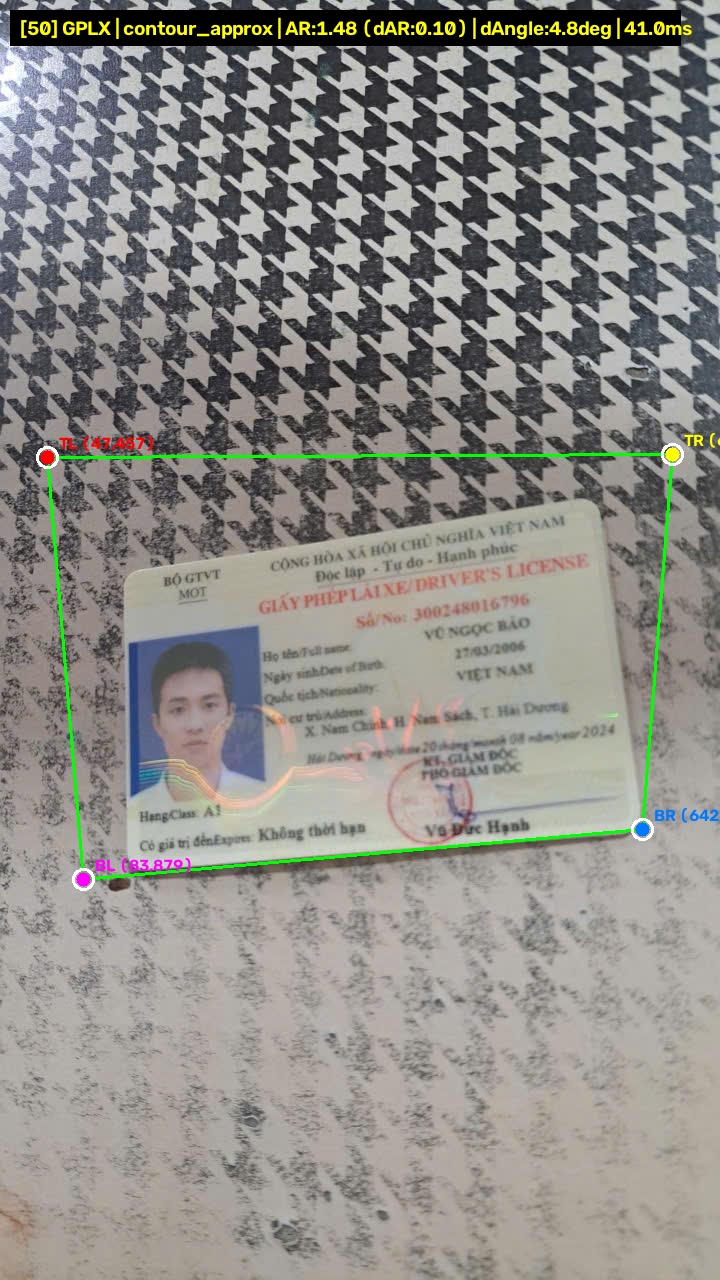 [50] GPLX | contour_approx | AR:1.48 (dAR:0.10) | dAngle:4.8deg | 41.0ms
TL (47,457)
TR (
BỘ GTVT
MOT
CỘNG HÒA XÃ HỘI CHỦ NGHĨA VIỆT NAM
Độc lập - Tự do - Hạnh phúc
GIẤY PHÉP LÁI XE/DRIVER'S LICENSE
Số/No: 300248016796
Họ tên/Full name: VŨ NGỌC BẢO
Ngày sinh/Date of Birth: 27/03/2006
Quốc tịch/Nationality: VIỆT NAM
Nơi cư trú/Address:
X. Nam Chính, H. Nam Sách, T. Hải Dương
Hải Dương, ngày/date 20 tháng/month 08 năm/year 2024
KT. GIÁM ĐỐC
PHÓ GIÁM ĐỐC
Hạng/Class: A1
Có giá trị đến/Expires: Không thời hạn
Vũ Đức Hạnh
BR (642
BL (83,879)